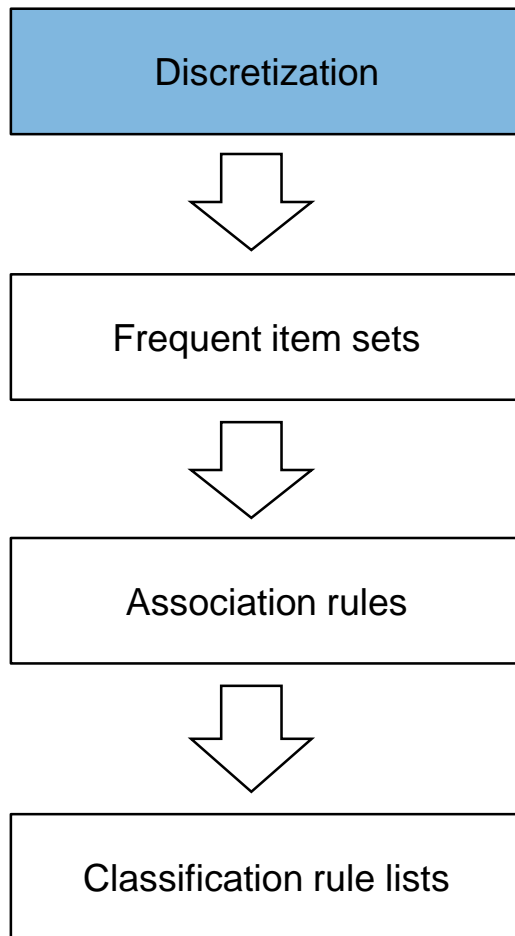 Discretization
Frequent item sets
Association rules
Classification rule lists